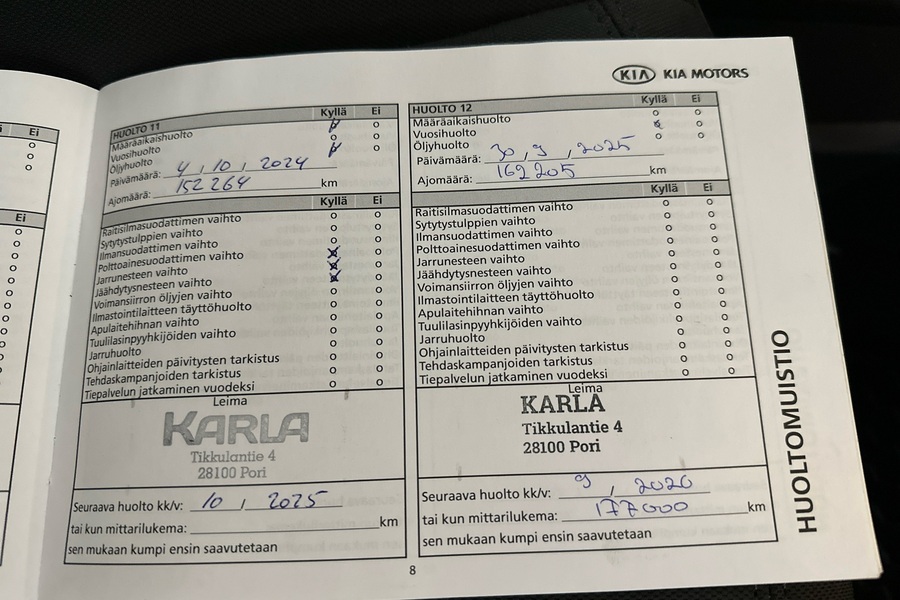 Ei
Ei
KIA KIA MOTORS
HUOLTO 11 Kyllä Ei
Määräaikaishuolto
Vuosihuolto
Öljyhuolto
Päivämäärä: 4, 10, 2024
Ajomäärä: 152 264 km
Kyllä Ei
Raitisilmasuodattimen vaihto
Sytytystulppien vaihto
Ilmansuodattimen vaihto
Polttoainesuodattimen vaihto
Jarrunesteen vaihto
Jäähdytysnesteen vaihto
Voimansiirron öljyjen vaihto
Ilmastointilaitteen täyttöhuolto
Apulaitehihnan vaihto
Tuulilasinpyyhkijöiden vaihto
Jarruhuolto
Ohjainlaitteiden päivitysten tarkistus
Tehdaskampanjoiden tarkistus
Tiepalvelun jatkaminen vuodeksi
Leima
KARLA
Tikkulantie 4
28100 Pori
Seuraava huolto kk/v: 10, 2025
tai kun mittarilukema: km
sen mukaan kumpi ensin saavutetaan
HUOLTO 12 Kyllä Ei
Määräaikaishuolto
Vuosihuolto
Öljyhuolto
Päivämäärä: 30, 9, 2025
Ajomäärä: 162 205 km
Kyllä Ei
Raitisilmasuodattimen vaihto
Sytytystulppien vaihto
Ilmansuodattimen vaihto
Polttoainesuodattimen vaihto
Jarrunesteen vaihto
Jäähdytysnesteen vaihto
Voimansiirron öljyjen vaihto
Ilmastointilaitteen täyttöhuolto
Apulaitehihnan vaihto
Tuulilasinpyyhkijöiden vaihto
Jarruhuolto
Ohjainlaitteiden päivitysten tarkistus
Tehdaskampanjoiden tarkistus
Tiepalvelun jatkaminen vuodeksi
Leima
KARLA
Tikkulantie 4
28100 Pori
Seuraava huolto kk/v: 9, 2026
tai kun mittarilukema: 177000 km
sen mukaan kumpi ensin saavutetaan
HUOLTOMUISTIO
8